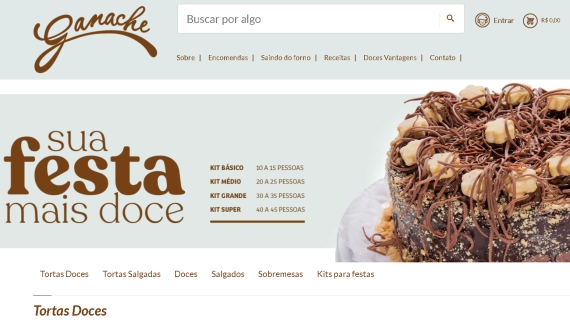 Ganache
Buscar por algo
Entrar
R$ 0,00
Sobre | Encomendas | Saindo do forno | Receitas | Doces Vantagens | Contato |
sua
festa
mais doce
KIT BÁSICO 10 A 15 PESSOAS
KIT MÉDIO 20 A 25 PESSOAS
KIT GRANDE 30 A 35 PESSOAS
KIT SUPER 40 A 45 PESSOAS
Tortas Doces Tortas Salgadas Doces Salgados Sobremesas Kits para festas
Tortas Doces